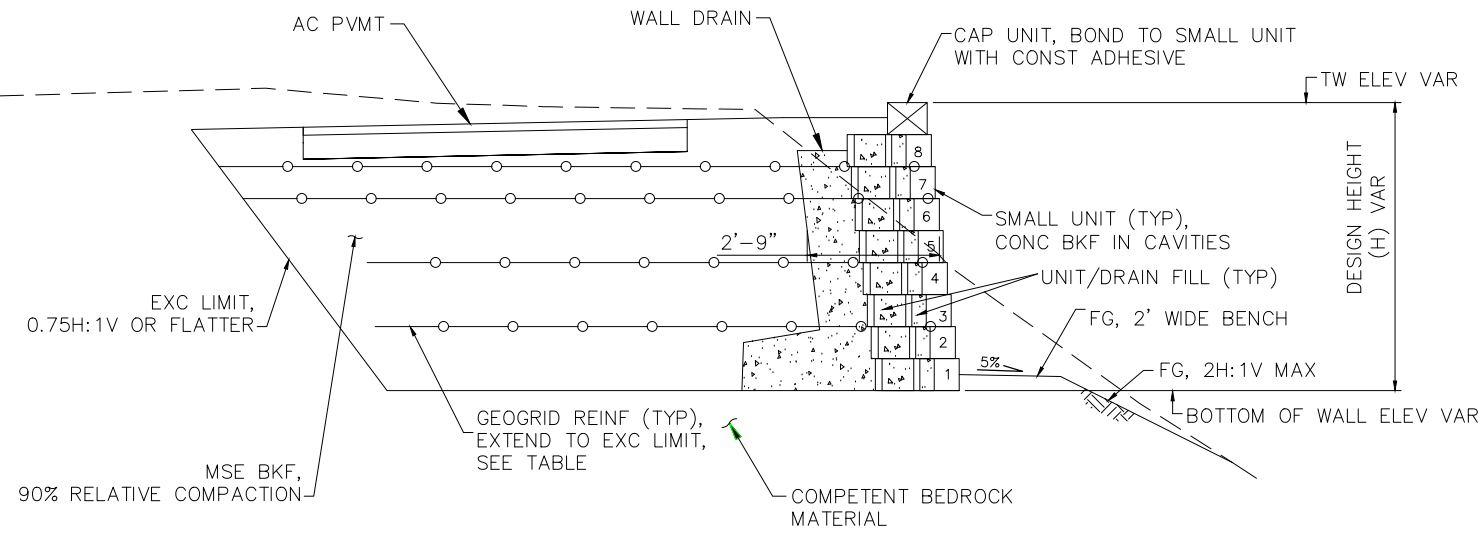 AC PVMT
WALL DRAIN
CAP UNIT, BOND TO SMALL UNIT
WITH CONST ADHESIVE
TW ELEV VAR
8
7
6
5
4
3
2
1
2'-9"
SMALL UNIT (TYP),
CONC BKF IN CAVITIES
UNIT/DRAIN FILL (TYP)
DESIGN HEIGHT
(H) VAR
EXC LIMIT,
0.75H:1V OR FLATTER
FG, 2' WIDE BENCH
5%
FG, 2H:1V MAX
BOTTOM OF WALL ELEV VAR
GEOGRID REINF (TYP),
EXTEND TO EXC LIMIT,
SEE TABLE
MSE BKF,
90% RELATIVE COMPACTION
COMPETENT BEDROCK
MATERIAL